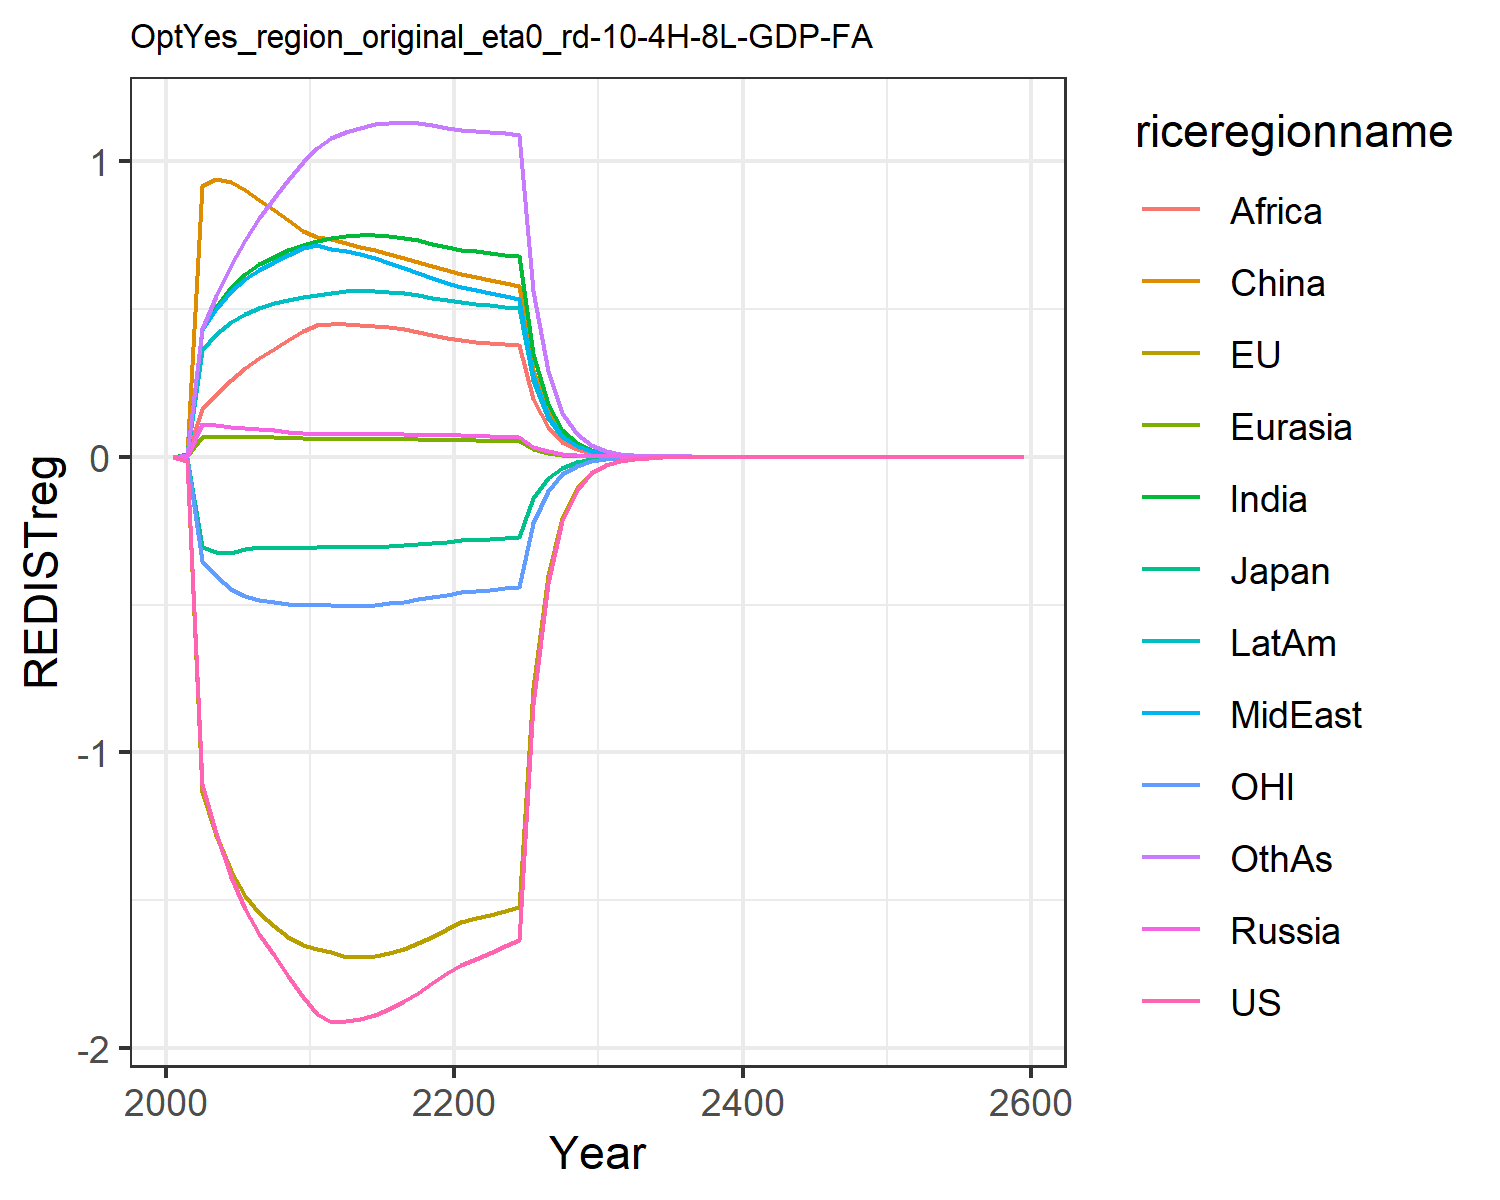 OptYes_region_original_eta0_rd-10-4H-8L-GDP-FA
1
0
-1
-2
REDISTreg
2000 2200 2400 2600
Year
riceregionname
Africa
China
EU
Eurasia
India
Japan
LatAm
MidEast
OHI
OthAs
Russia
US